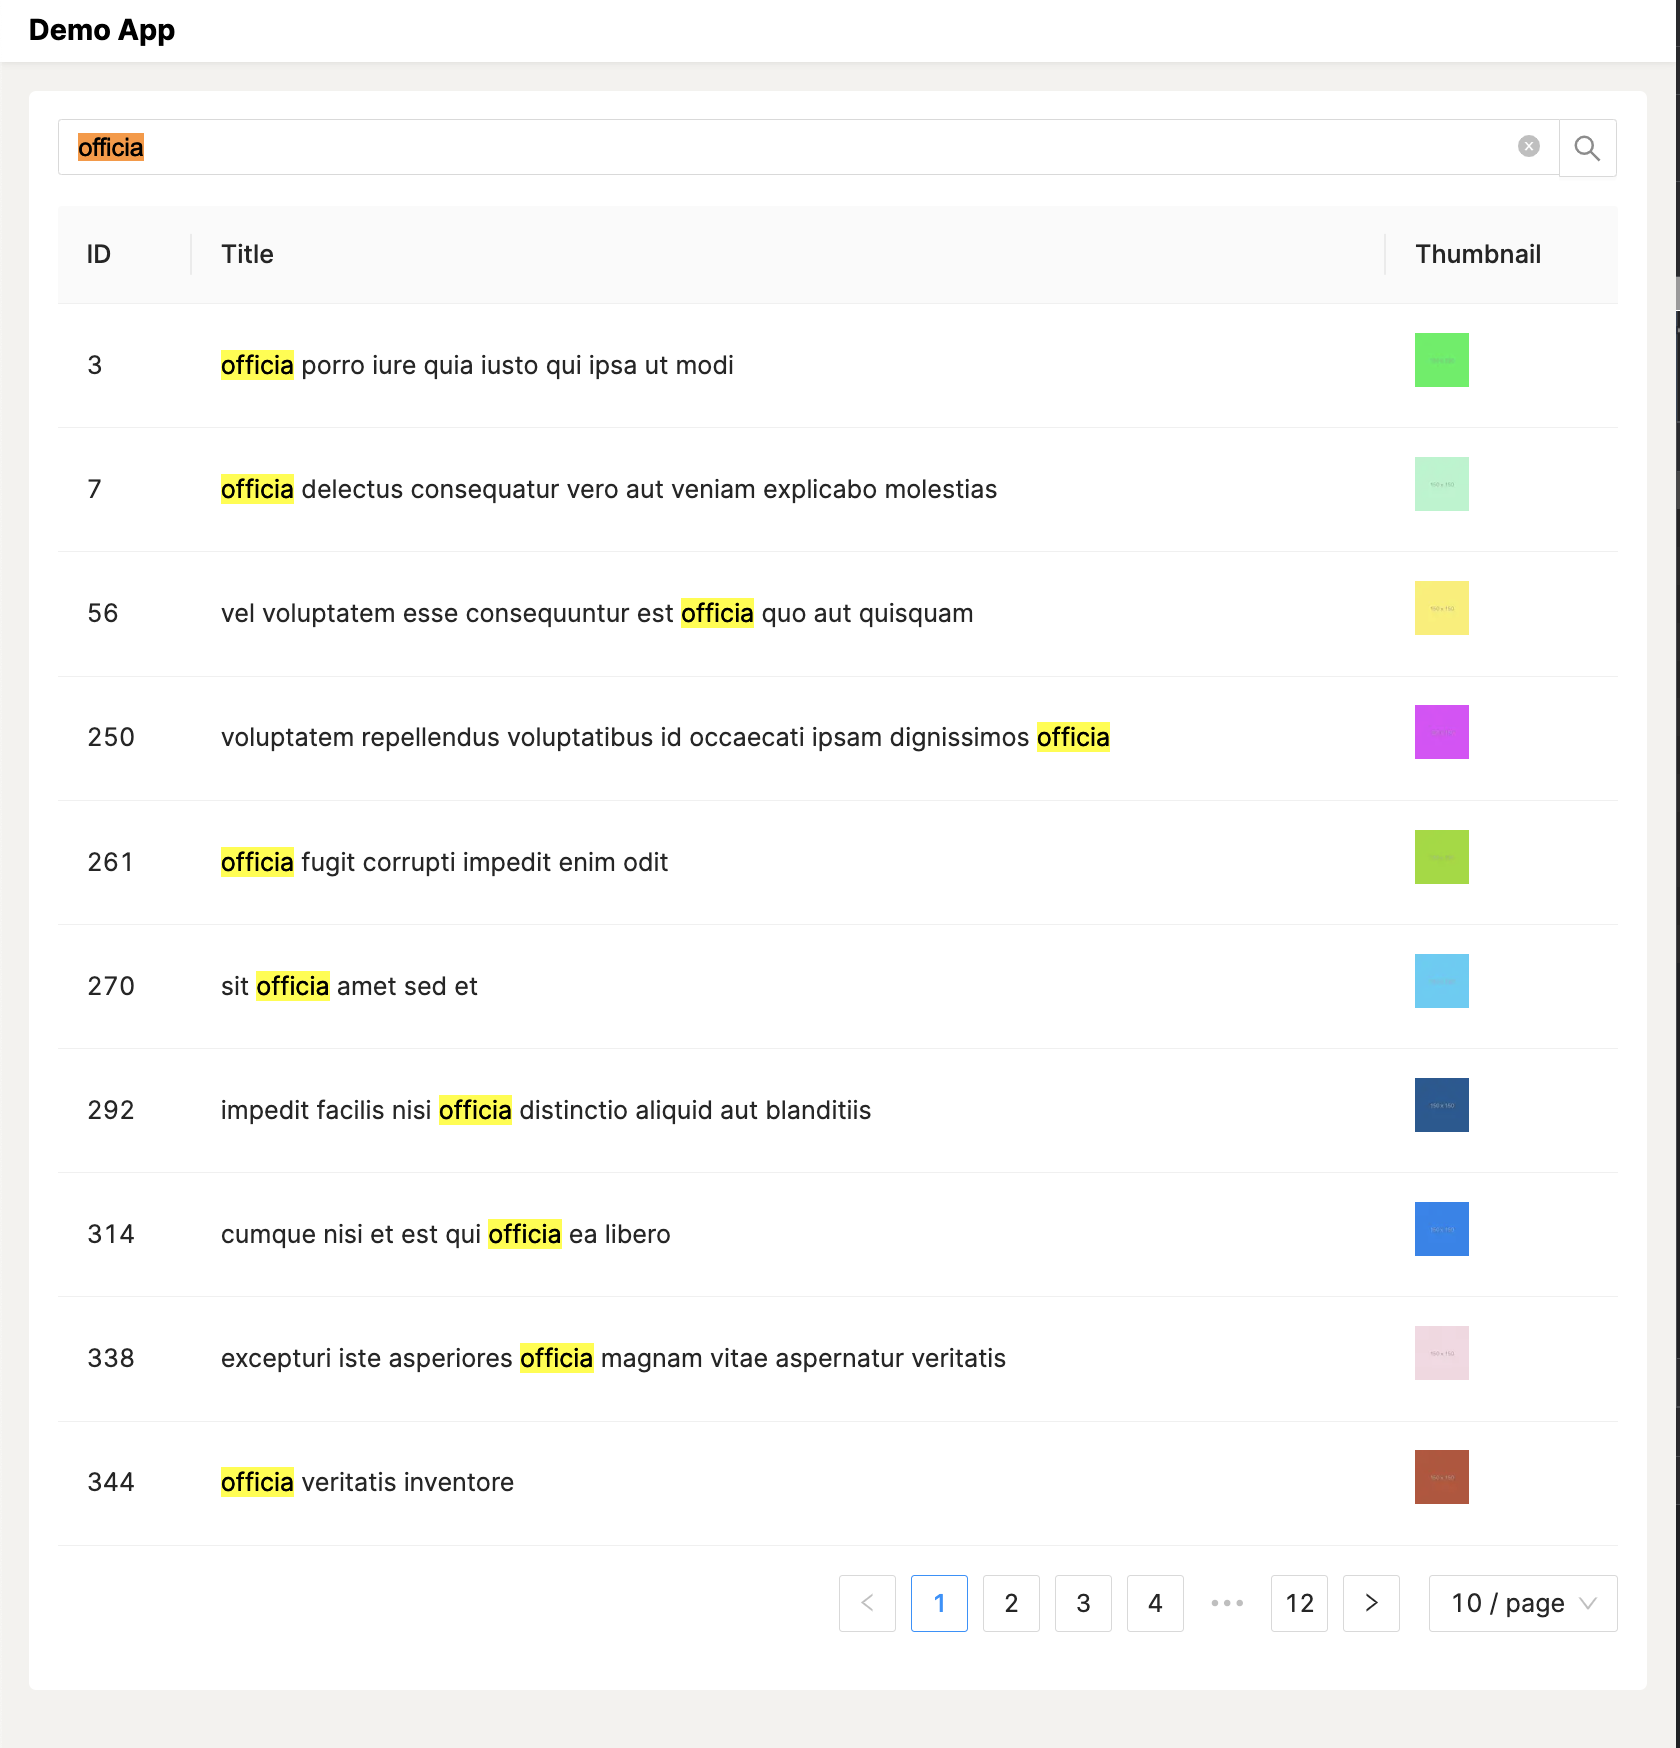 Demo App
officia
ID Title Thumbnail
3 officia porro iure quia iusto qui ipsa ut modi
7 officia delectus consequatur vero aut veniam explicabo molestias
56 vel voluptatem esse consequuntur est officia quo aut quisquam
250 voluptatem repellendus voluptatibus id occaecati ipsam dignissimos officia
261 officia fugit corrupti impedit enim odit
270 sit officia amet sed et
292 impedit facilis nisi officia distinctio aliquid aut blanditiis
314 cumque nisi et est qui officia ea libero
338 excepturi iste asperiores officia magnam vitae aspernatur veritatis
344 officia veritatis inventore
< 1 2 3 4 ••• 12 > 10 / page